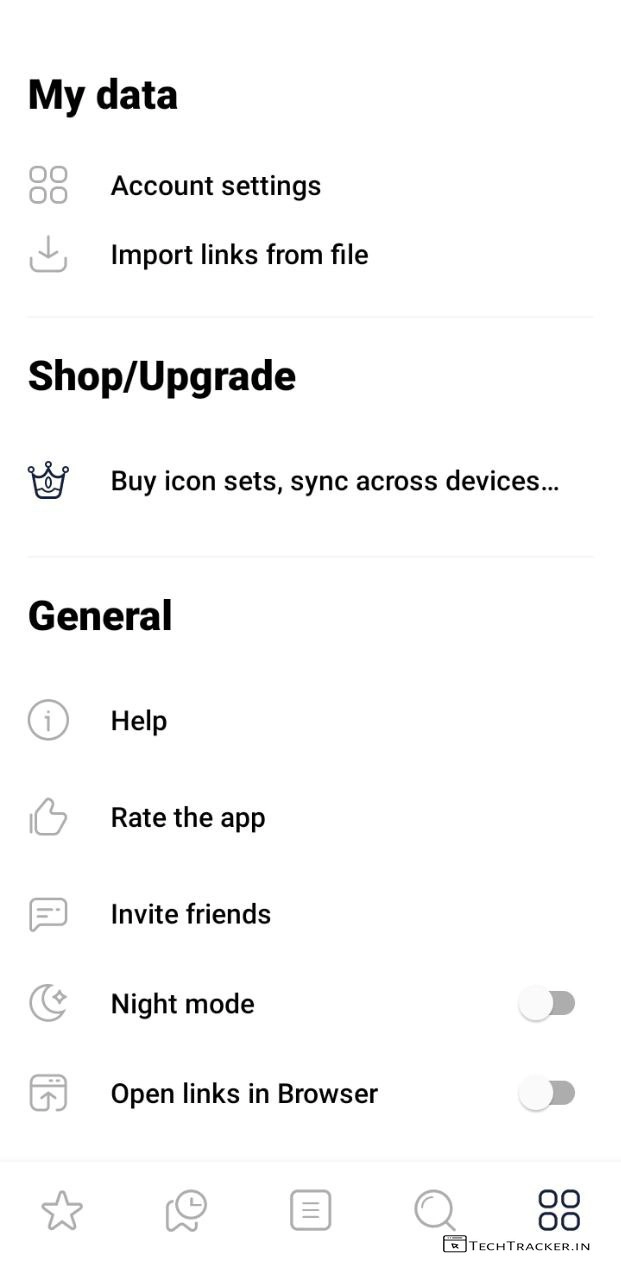 My data
Account settings
Import links from file
Shop/Upgrade
Buy icon sets, sync across devices...
General
Help
Rate the app
Invite friends
Night mode
Open links in Browser
TechTracker.in